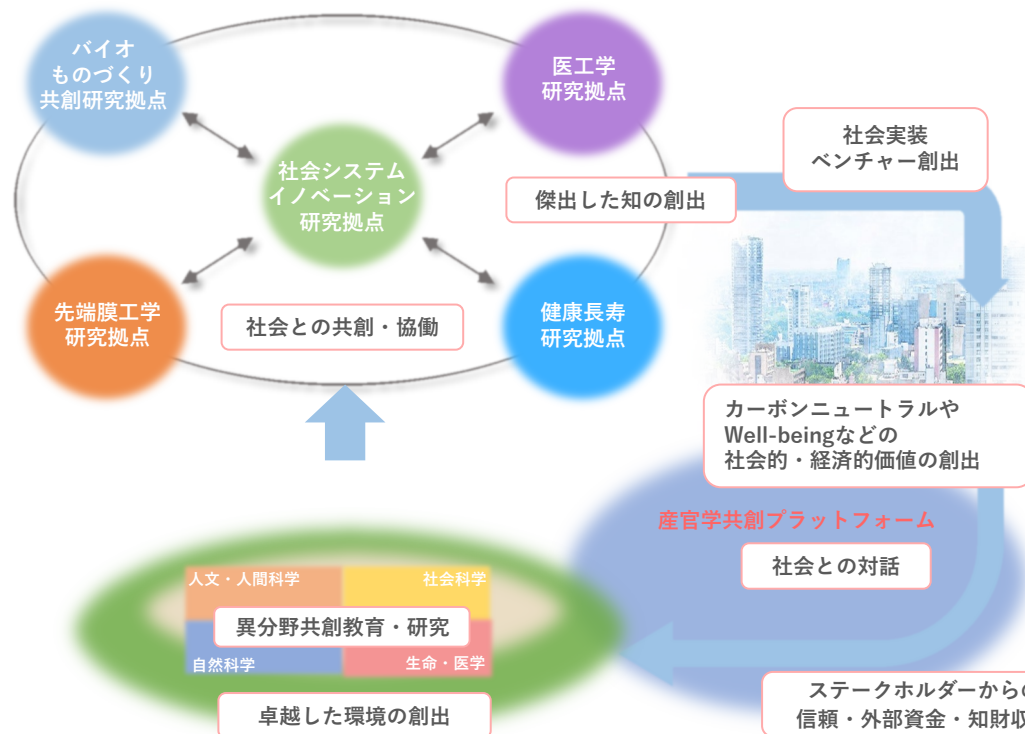 バイオ
ものづくり
共創研究拠点
医工学
研究拠点
社会システム
イノベーション
研究拠点
先端膜工学
研究拠点
健康長寿
研究拠点
傑出した知の創出
社会との共創・協働
社会実装
ベンチャー創出
カーボンニュートラルや
Well-beingなどの
社会的・経済的価値の創出
産官学共創プラットフォーム
社会との対話
人文・人間科学
社会科学
異分野共創教育・研究
自然科学
生命・医学
卓越した環境の創出
ステークホルダーから
信頼・外部資金・知財収